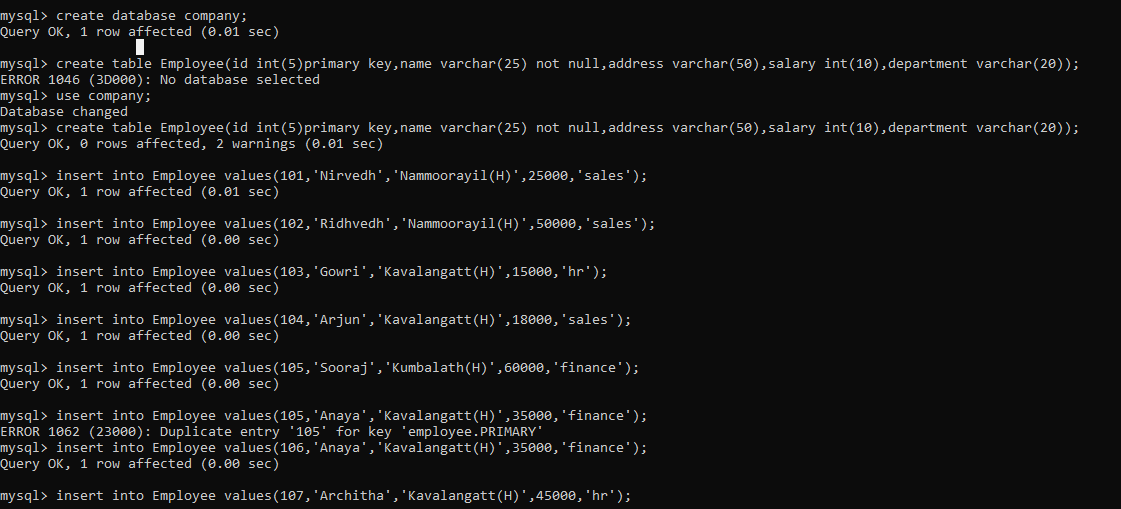 mysql> create database company;
Query OK, 1 row affected (0.01 sec)
mysql> create table Employee(id int(5)primary key,name varchar(25) not null,address varchar(50),salary int(10),department varchar(20));
ERROR 1046 (3D000): No database selected
mysql> use company;
Database changed
mysql> create table Employee(id int(5)primary key,name varchar(25) not null,address varchar(50),salary int(10),department varchar(20));
Query OK, 0 rows affected, 2 warnings (0.01 sec)
mysql> insert into Employee values(101,'Nirvedh','Nammoorayil(H)',25000,'sales');
Query OK, 1 row affected (0.01 sec)
mysql> insert into Employee values(102,'Ridhvedh','Nammoorayil(H)',50000,'sales');
Query OK, 1 row affected (0.00 sec)
mysql> insert into Employee values(103,'Gowri','Kavalangatt(H)',15000,'hr');
Query OK, 1 row affected (0.00 sec)
mysql> insert into Employee values(104,'Arjun','Kavalangatt(H)',18000,'sales');
Query OK, 1 row affected (0.00 sec)
mysql> insert into Employee values(105,'Sooraj','Kumbalath(H)',60000,'finance');
Query OK, 1 row affected (0.00 sec)
mysql> insert into Employee values(105,'Anaya','Kavalangatt(H)',35000,'finance');
ERROR 1062 (23000): Duplicate entry '105' for key 'employee.PRIMARY'
mysql> insert into Employee values(106,'Anaya','Kavalangatt(H)',35000,'finance');
Query OK, 1 row affected (0.00 sec)
mysql> insert into Employee values(107,'Architha','Kavalangatt(H)',45000,'hr');